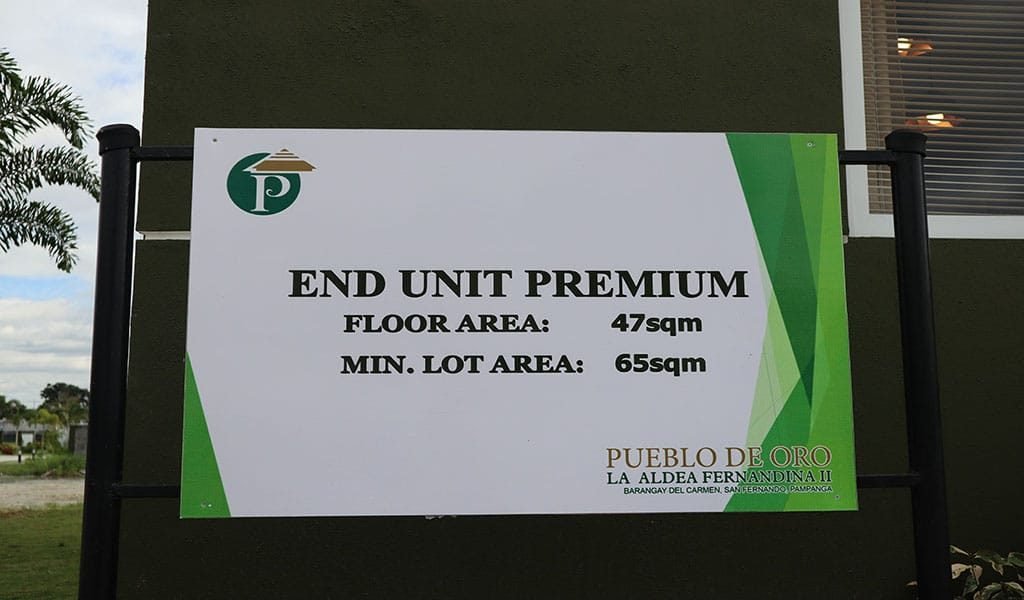 P
END UNIT PREMIUM
FLOOR AREA: 47sqm
MIN. LOT AREA: 65sqm
PUEBLO DE ORO
LA ALDEA FERNANDINA II
BARANGAY DEL CARMEN, SAN FERNANDO, PAMPANGA